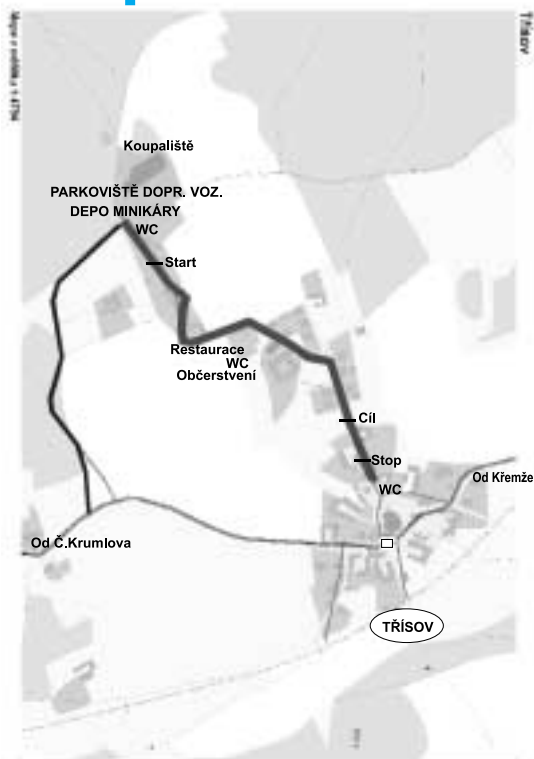 Třísov
Koupaliště
PARKOVIŠTĚ DOPR. VOZ.
DEPO MINIKÁRY
WC
Start
Restaurace
WC
Občerstvení
Cíl
Stop
Od Křemže
WC
Od Č.Krumlova
TŘÍSOV